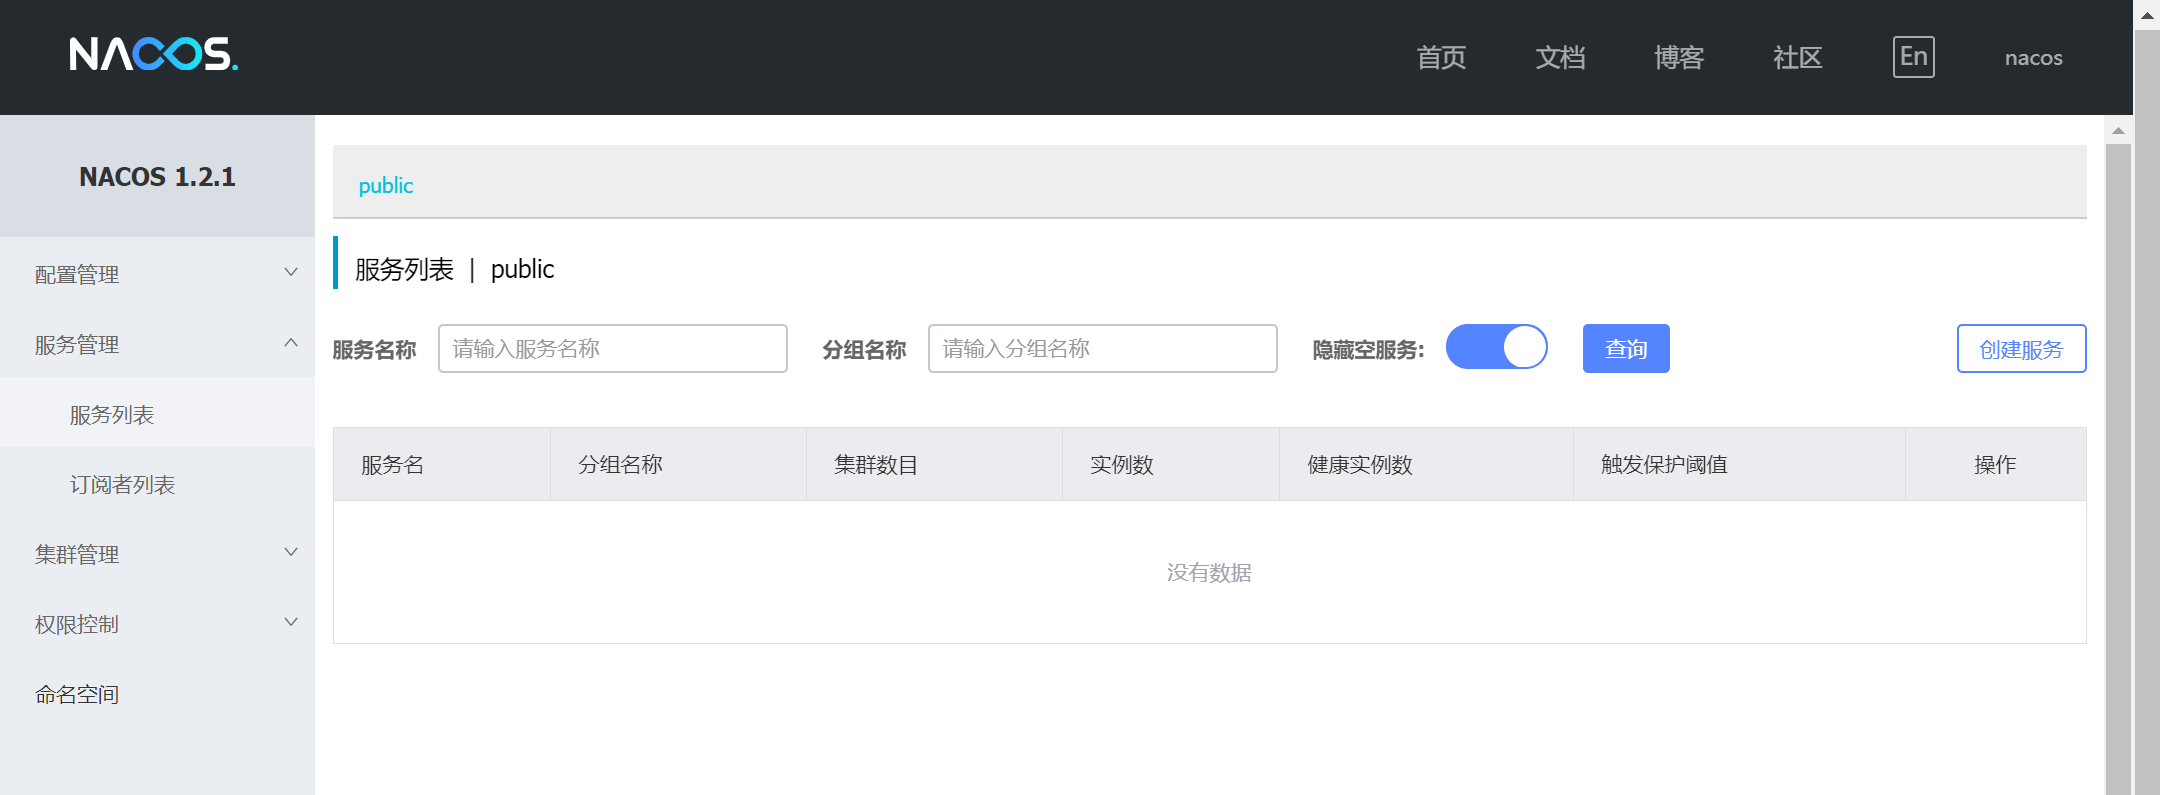 NACOS.
首页 文档 博客 社区 En nacos
NACOS 1.2.1
配置管理
服务管理
服务列表
订阅者列表
集群管理
权限控制
命名空间
public
服务列表 | public
服务名称 请输入服务名称 分组名称 请输入分组名称 隐藏空服务: 查询 创建服务
服务名 分组名称 集群数目 实例数 健康实例数 触发保护阈值 操作
没有数据